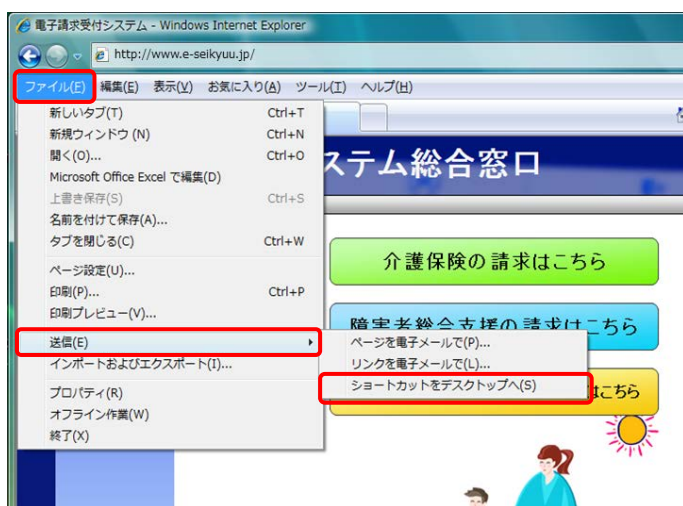 電子請求受付システム - Windows Internet Explorer
http://www.e-seikyuu.jp/
ファイル(F) 編集(E) 表示(V) お気に入り(A) ツール(T) ヘルプ(H)
新しいタブ(T) Ctrl+T
新規ウィンドウ (N) Ctrl+N
開く(O)... Ctrl+O
Microsoft Office Excel で編集(D)
上書き保存(S) Ctrl+S
名前を付けて保存(A)...
タブを閉じる(C) Ctrl+W
ページ設定(U)...
印刷(P)... Ctrl+P
印刷プレビュー(V)...
送信(E)
インポートおよびエクスポート(I)...
プロパティ(R)
オフライン作業(W)
終了(X)
ページを電子メールで(P)...
リンクを電子メールで(L)...
ショートカットをデスクトップへ(S)
ステム総合窓口
介護保険の請求はこちら
障害者総合支援の請求はこちら
はこちら